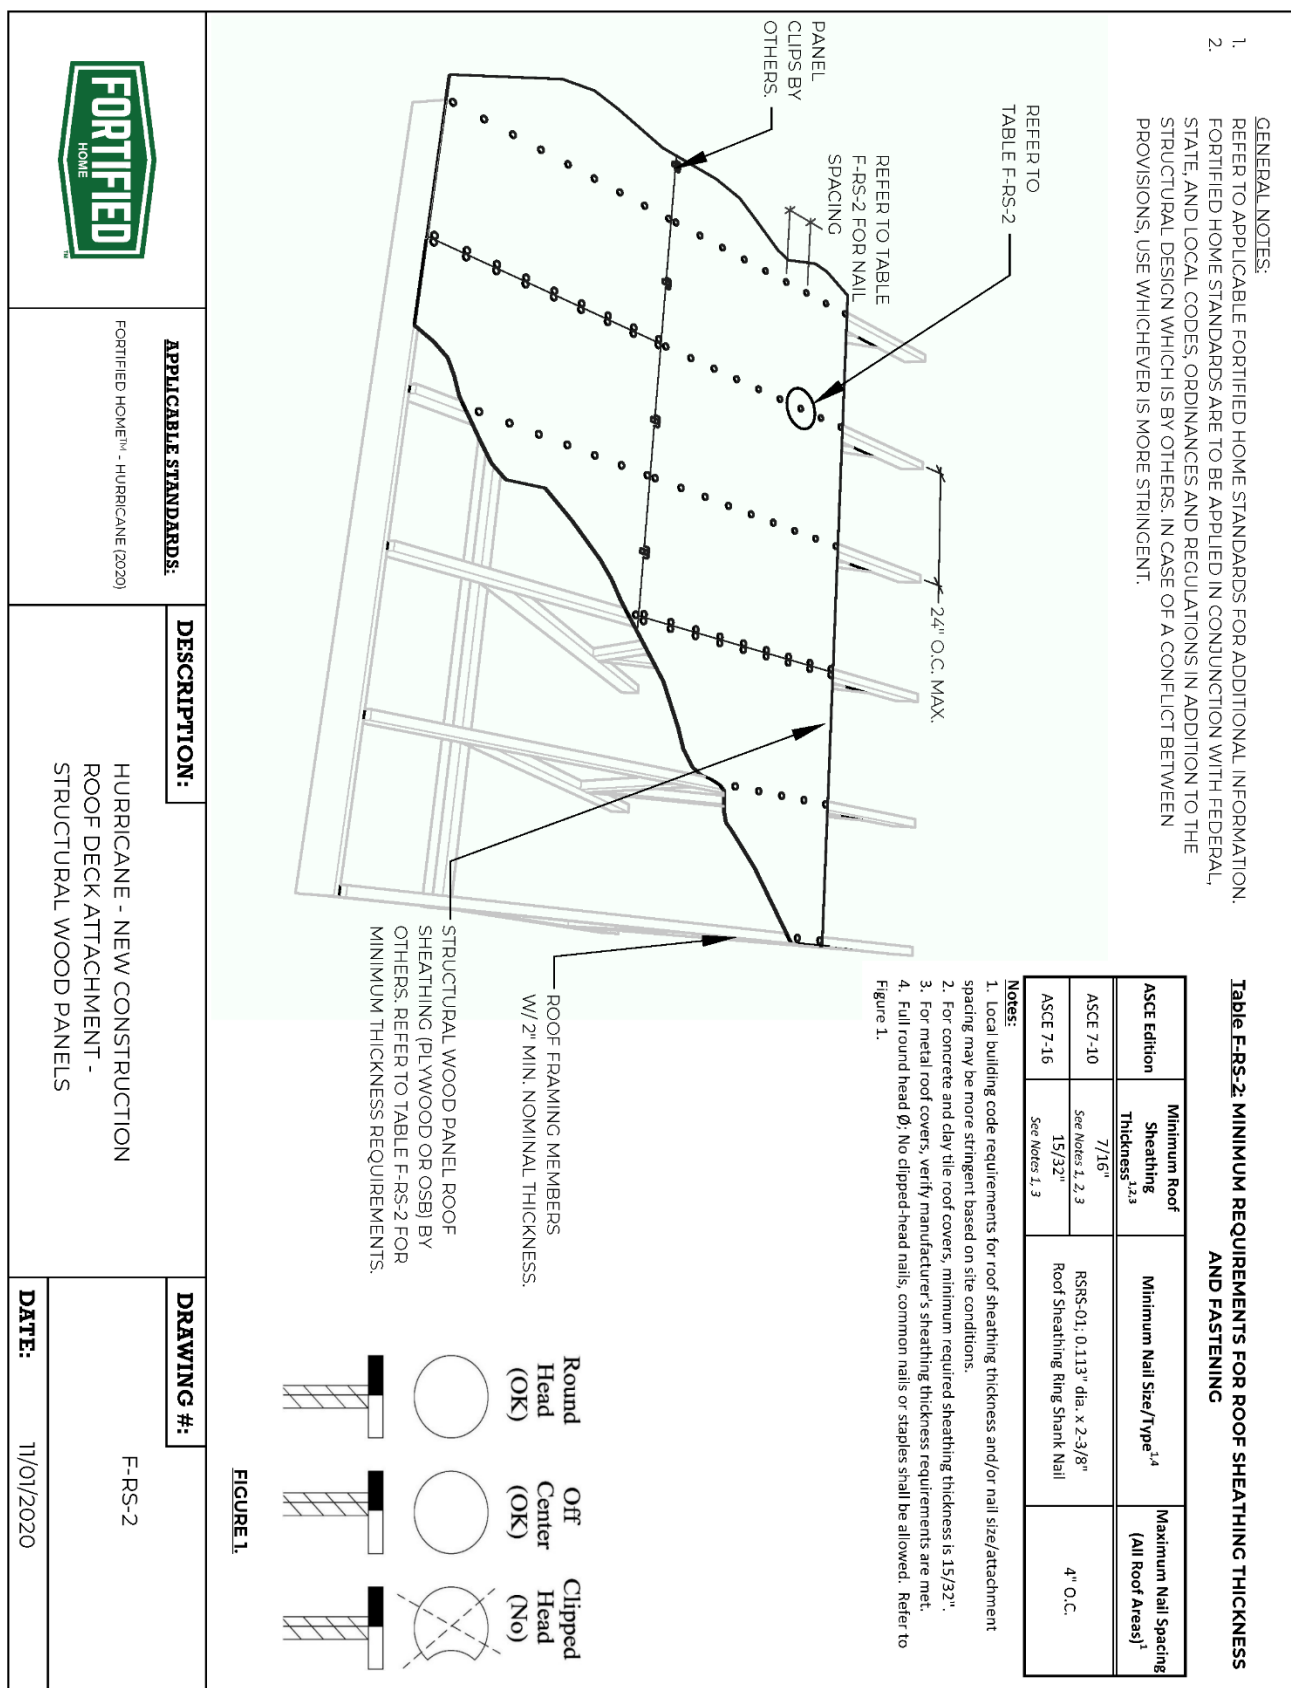 GENERAL NOTES:
1. REFER TO APPLICABLE FORTIFIED HOME STANDARDS FOR ADDITIONAL INFORMATION.
2. FORTIFIED HOME STANDARDS ARE TO BE APPLIED IN CONJUNCTION WITH FEDERAL,
STATE, AND LOCAL CODES, ORDINANCES AND REGULATIONS IN ADDITION TO THE
STRUCTURAL DESIGN WHICH IS BY OTHERS. IN CASE OF A CONFLICT BETWEEN
PROVISIONS, USE WHICHEVER IS MORE STRINGENT.
REFER TO
TABLE F-RS-2
REFER TO TABLE
F-RS-2 FOR NAIL
SPACING
PANEL
CLIPS BY
OTHERS.
24" O.C. MAX.
ROOF FRAMING MEMBERS
W/ 2" MIN. NOMINAL THICKNESS.
STRUCTURAL WOOD PANEL ROOF
SHEATHING (PLYWOOD OR OSB) BY
OTHERS. REFER TO TABLE F-RS-2 FOR
MINIMUM THICKNESS REQUIREMENTS.
Table F-RS-2: MINIMUM REQUIREMENTS FOR ROOF SHEATHING THICKNESS
AND FASTENING
ASCE Edition
Minimum Roof
Sheathing
Thickness1,2,3
Minimum Nail Size/Type1,4
Maximum Nail Spacing
(All Roof Areas)1
ASCE 7-10
7/16"
See Notes 1, 2, 3
ASCE 7-16
15/32"
See Notes 1, 3
RSRS-01; 0.113" dia. x 2-3/8"
Roof Sheathing Ring Shank Nail
4" O.C.
Notes:
1. Local building code requirements for roof sheathing thickness and/or nail size/attachment
spacing may be more stringent based on site conditions.
2. For concrete and clay tile roof covers, minimum required sheathing thickness is 15/32".
3. For metal roof covers, verify manufacturer's sheathing thickness requirements are met.
4. Full round head Ø; No clipped-head nails, common nails or staples shall be allowed. Refer to
Figure 1.
Round
Head
(OK)
Off
Center
(OK)
Clipped
Head
(No)
FIGURE 1.
FORTIFIED
HOME
TM
APPLICABLE STANDARDS:
FORTIFIED HOME™ - HURRICANE (2020)
DESCRIPTION:
HURRICANE - NEW CONSTRUCTION
ROOF DECK ATTACHMENT -
STRUCTURAL WOOD PANELS
DRAWING #:
F-RS-2
DATE:
11/01/2020